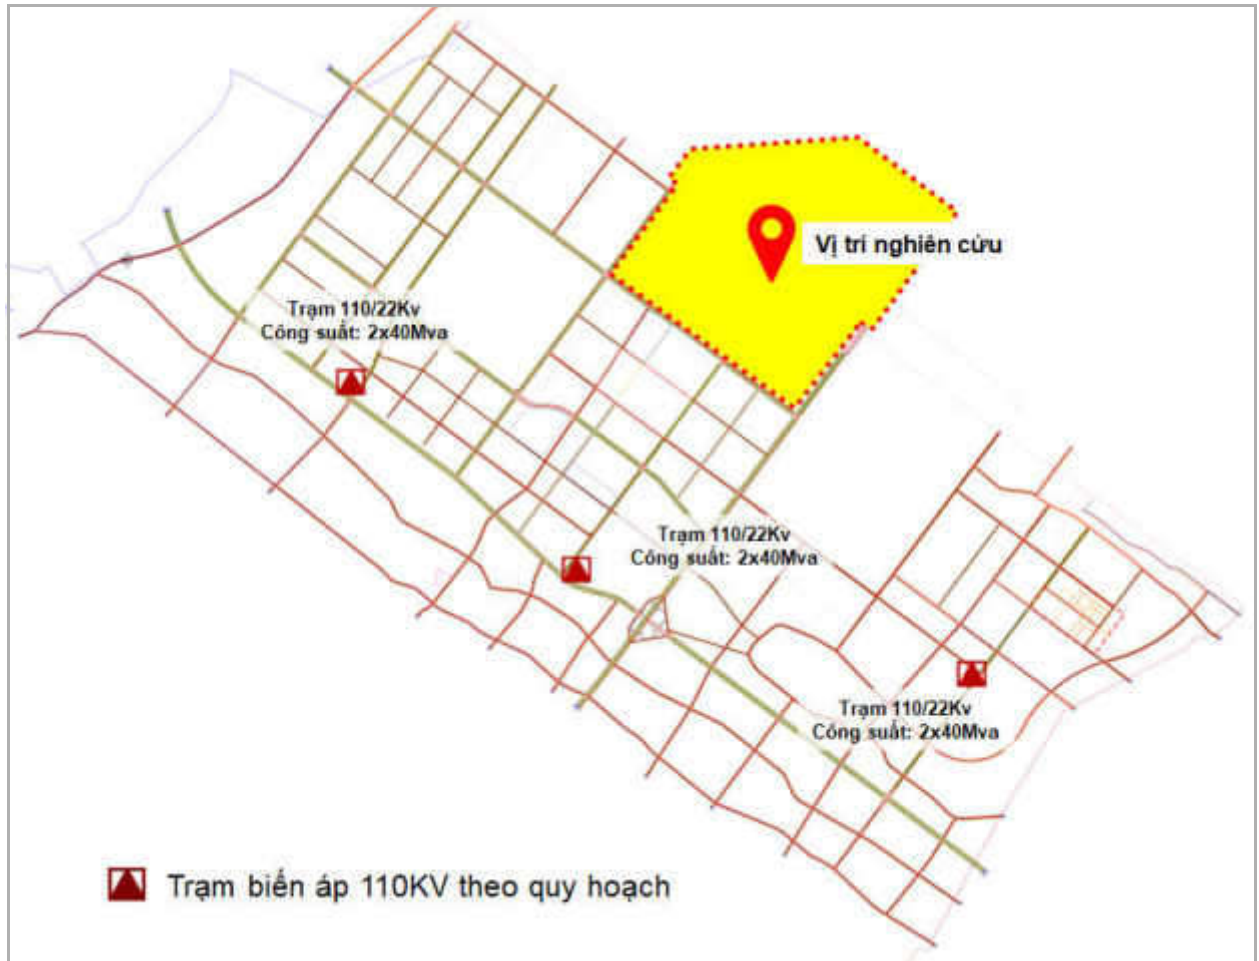 Vị trí nghiên cứu
Trạm 110/22Kv
Công suất: 2x40Mva
Trạm 110/22Kv
Công suất: 2x40Mva
Trạm 110/22Kv
Công suất: 2x40Mva
Trạm biến áp 110KV theo quy hoạch